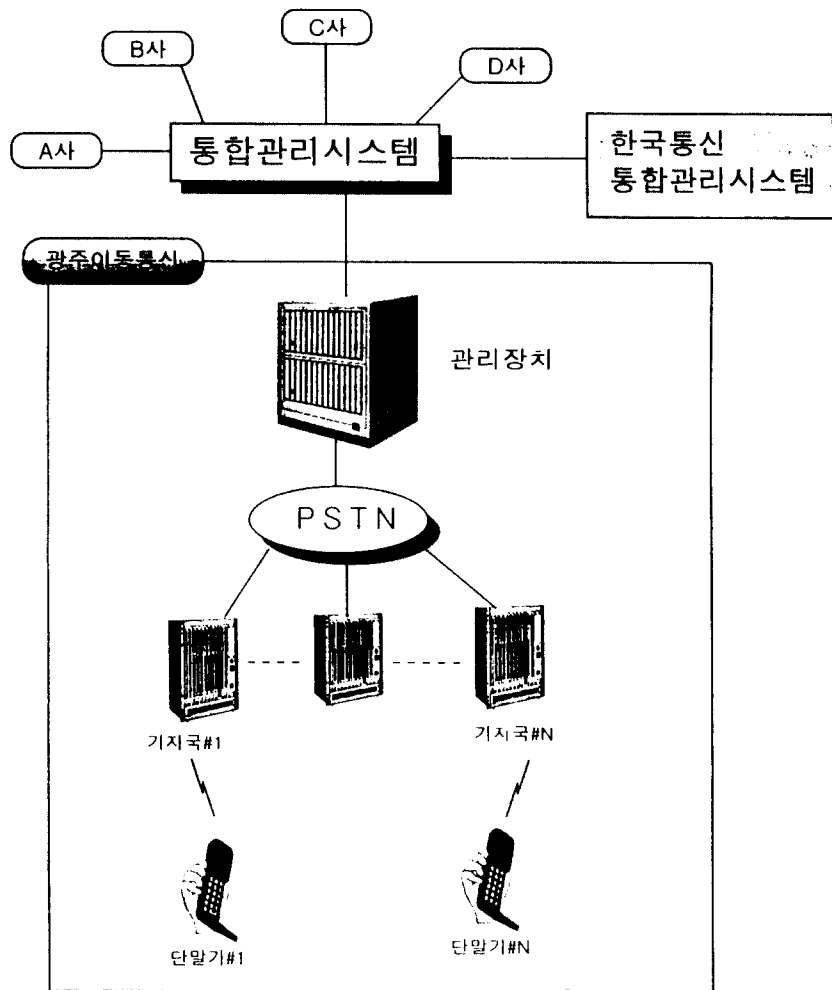 C사
B사
D사
A사
통합관리시스템
한국통신
통합관리시스템
광주이동통신
관리장치
PSTN
기지국#1
기지국#N
단말기#1
단말기#N